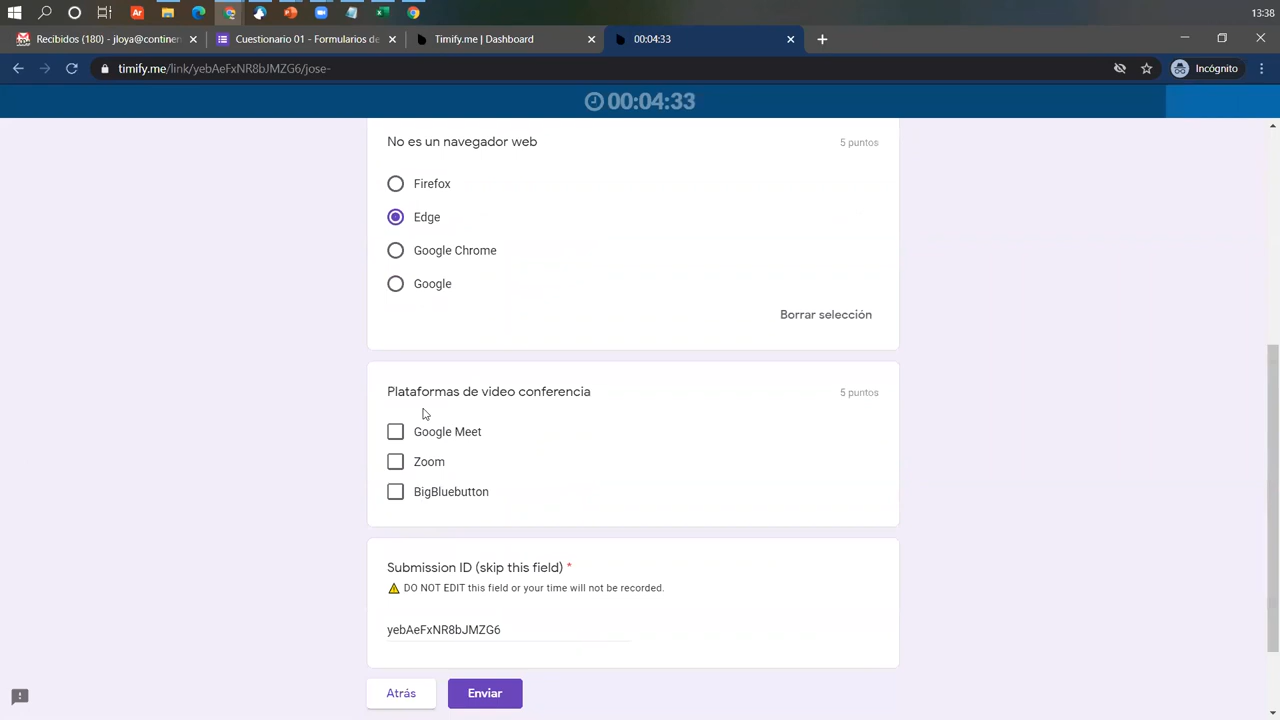 13:38
Recibidos (180) - jloya@continen
Cuestionario 01 - Formularios de
Timify.me | Dashboard
00:04:33
timify.me/link/yebAeFxNR8bJMZG6/jose-
Incógnito
00:04:33
No es un navegador web
5 puntos
Firefox
Edge
Google Chrome
Google
Borrar selección
Plataformas de video conferencia
5 puntos
Google Meet
Zoom
BigBluebutton
Submission ID (skip this field) *
DO NOT EDIT this field or your time will not be recorded.
yebAeFxNR8bJMZG6
Atrás
Enviar